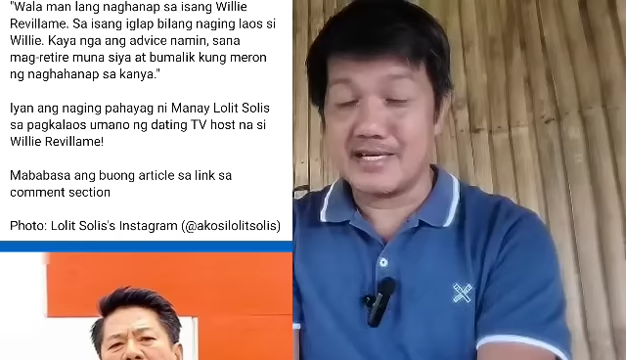 "Wala man lang naghanap sa isang Willie
Revillame. Sa isang iglap bilang naging laos si
Willie. Kaya nga ang advice namin, sana
mag-retire muna siya at bumalik kung meron
ng naghahanap sa kanya."
Iyan ang naging pahayag ni Manay Lolit Solis
sa pagkalaos umano ng dating TV host na si
Willie Revillame!
Mababasa ang buong article sa link sa
comment section
Photo: Lolit Solis's Instagram (@akosilolitsolis)